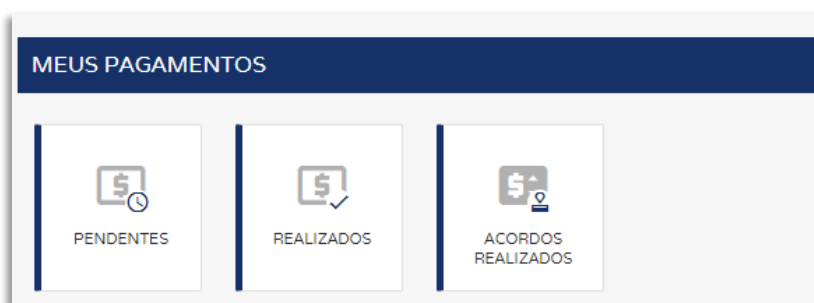 MEUS PAGAMENTOS
PENDENTES
REALIZADOS
ACORDOS
REALIZADOS